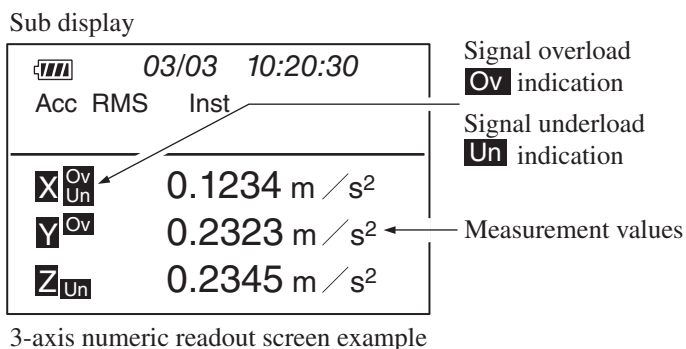 Sub display
03/03 10:20:30
Acc RMS Inst
X Ov Un 0.1234 m/s²
Y Ov 0.2323 m/s²
Z Un 0.2345 m/s²
Signal overload
Ov indication
Signal underload
Un indication
Measurement values
3-axis numeric readout screen example